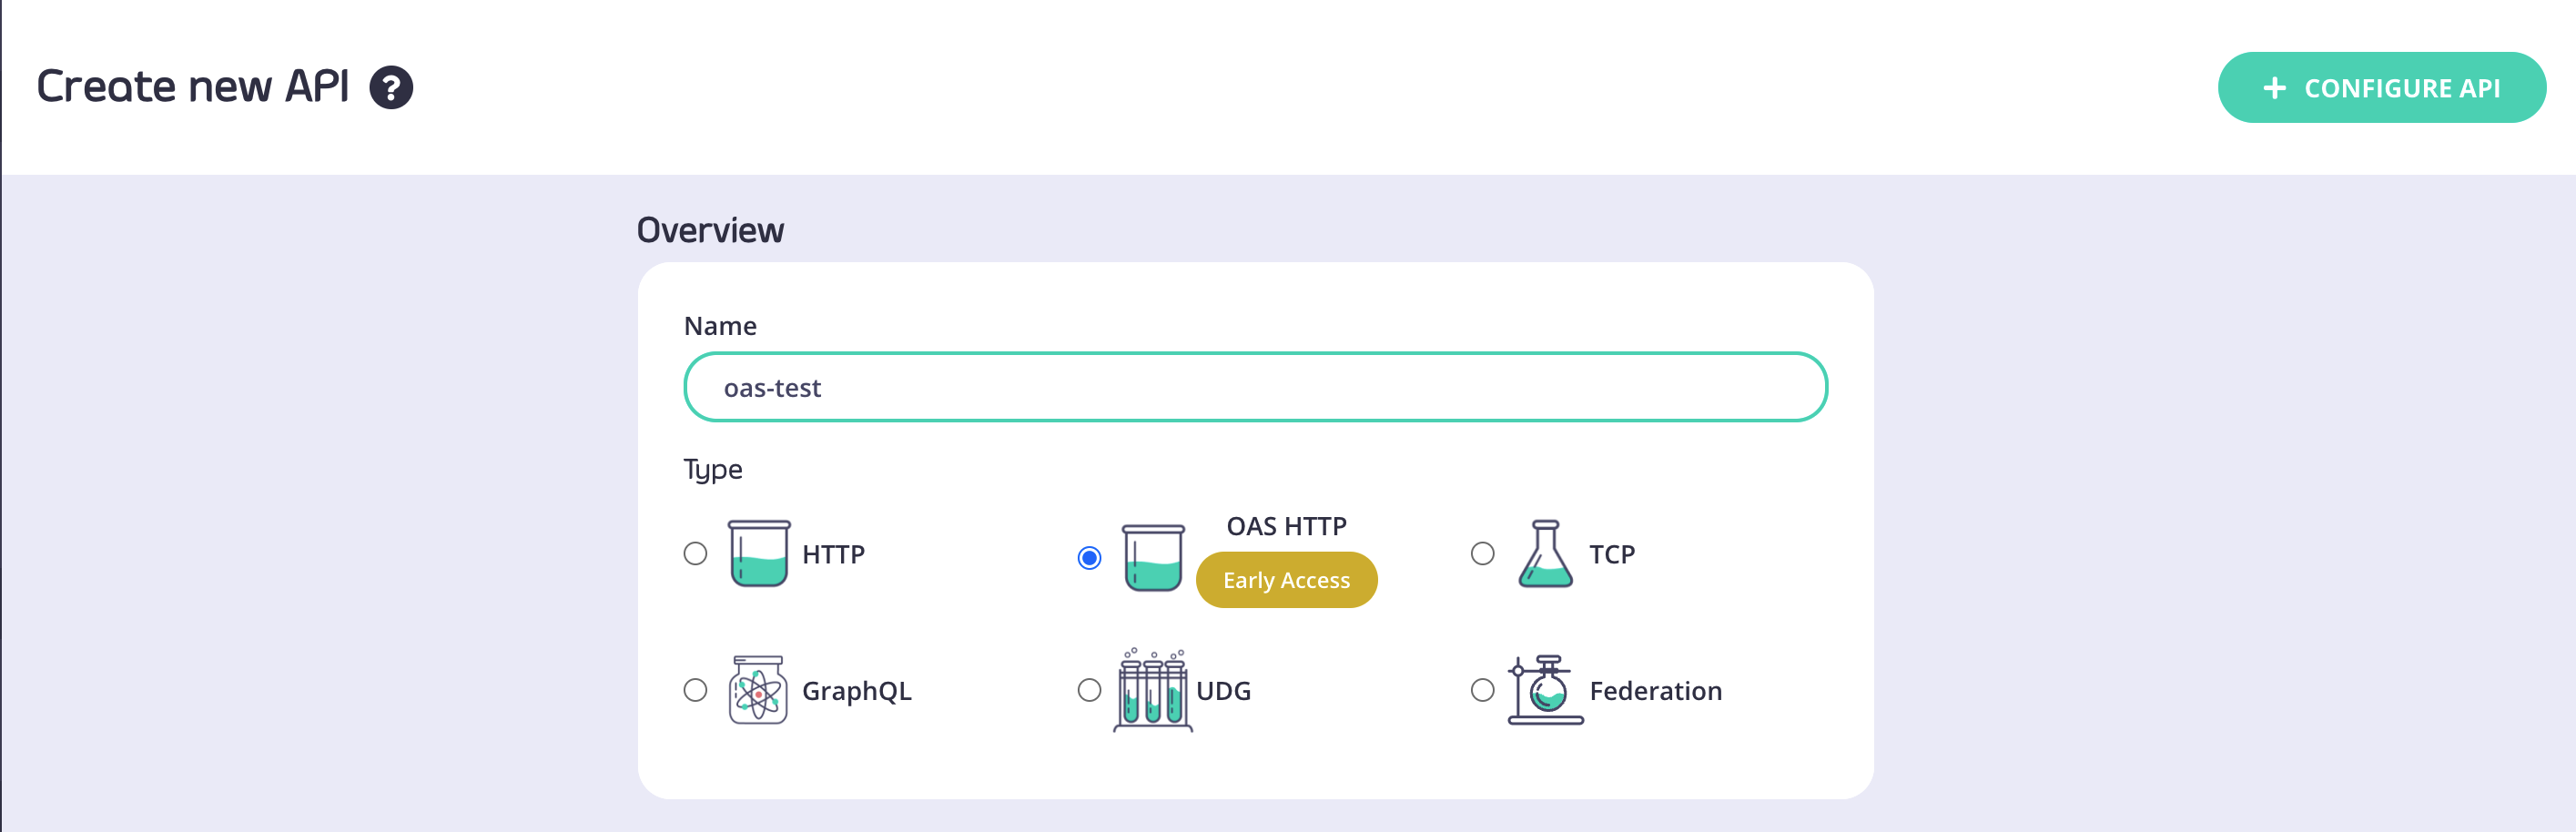 Create new API ?
+ CONFIGURE API
Overview
Name
oas-test
Type
HTTP
OAS HTTP
Early Access
TCP
GraphQL
UDG
Federation